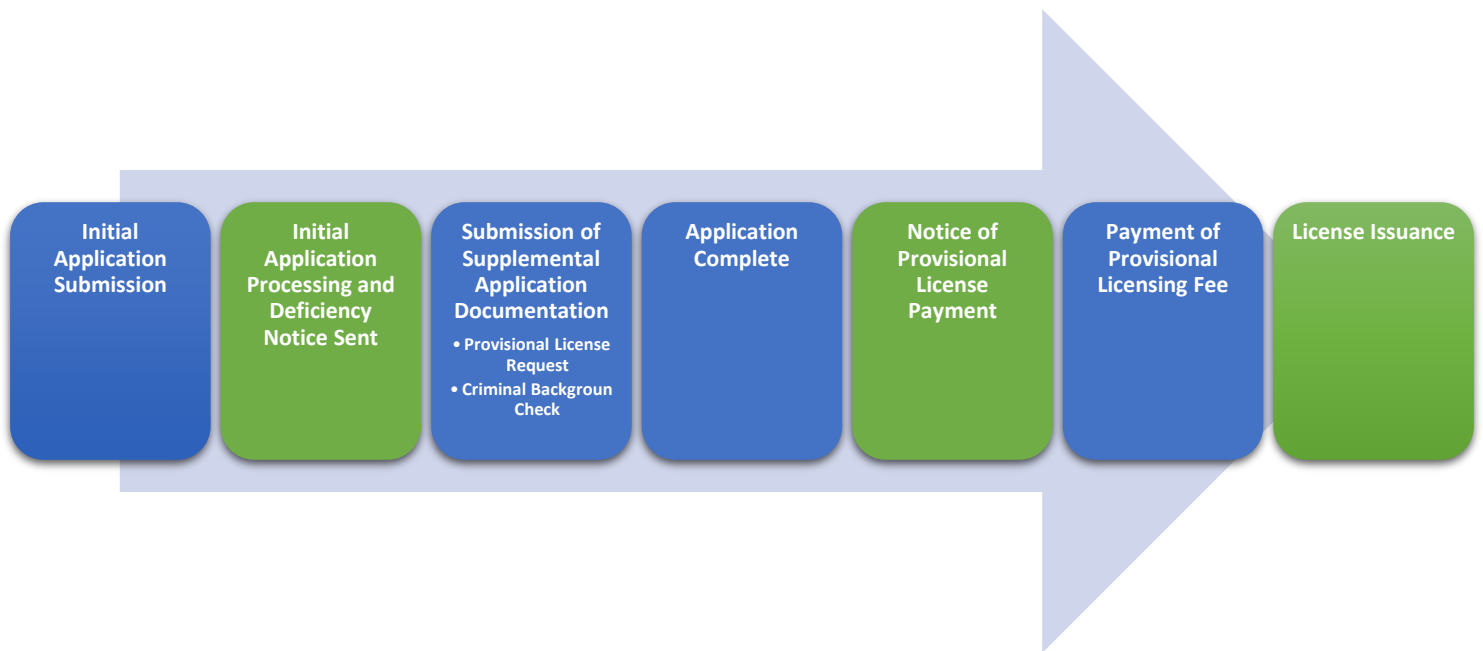 Initial
Application
Submission
Initial
Application
Processing and
Deficiency
Notice Sent
Submission of
Supplemental
Application
Documentation
• Provisional License
Request
• Criminal Backgroun
Check
Application
Complete
Notice of
Provisional
License
Payment
Payment of
Provisional
Licensing Fee
License Issuance